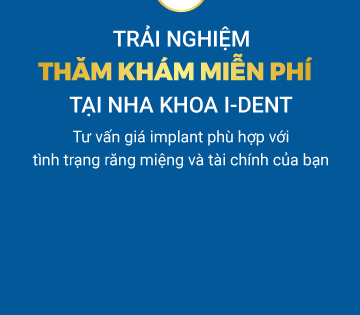 TRẢI NGHIỆM
THĂM KHÁM MIỄN PHÍ
TẠI NHA KHOA I-DENT
Tư vấn giá implant phù hợp với
tình trạng răng miệng và tài chính của bạn